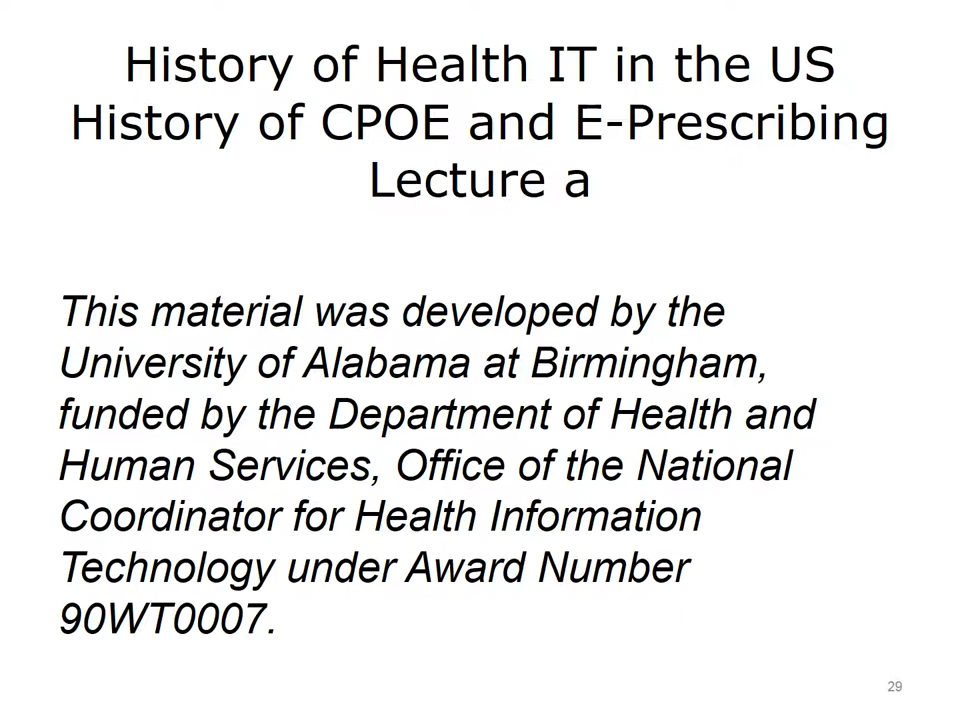 History of Health IT in the US
History of CPOE and E-Prescribing
Lecture a
This material was developed by the
University of Alabama at Birmingham,
funded by the Department of Health and
Human Services, Office of the National
Coordinator for Health Information
Technology under Award Number
90WT0007.
29